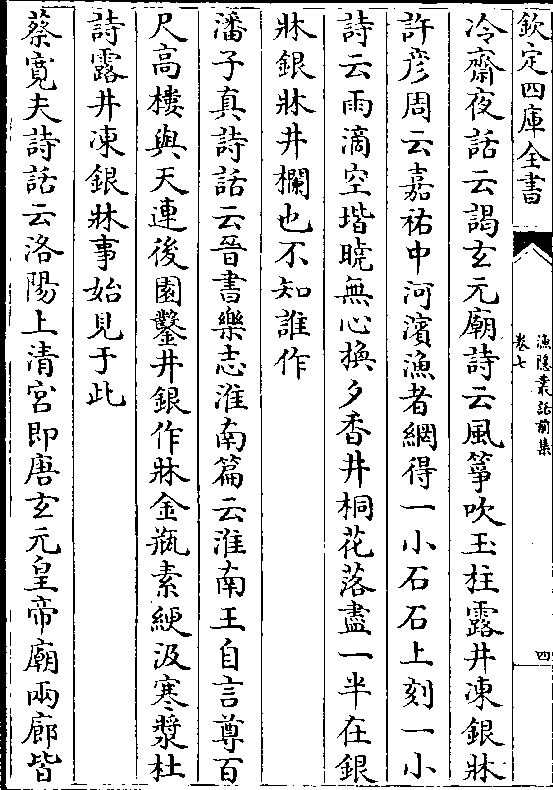 欽定四庫全書
漁隱叢話前集
卷七
四
冷齋夜話云謁玄元廟詩云風筝吹玉柱露井凍銀牀
許彦周云嘉祐中河濱漁者網得一小石石上刻一小
詩云雨滴空堦曉無心換夕香井桐花落盡一半在銀
牀銀牀井欄也不知誰作
潘子真詩話云晉書樂志淮南篇云淮南王自言尊百
尺高樓與天連後園鑿井銀作牀金瓶素綆汲寒漿杜
詩露井凍銀牀事始見于此
蔡寛夫詩話云洛陽上清宮即唐玄元皇帝廟兩廊皆